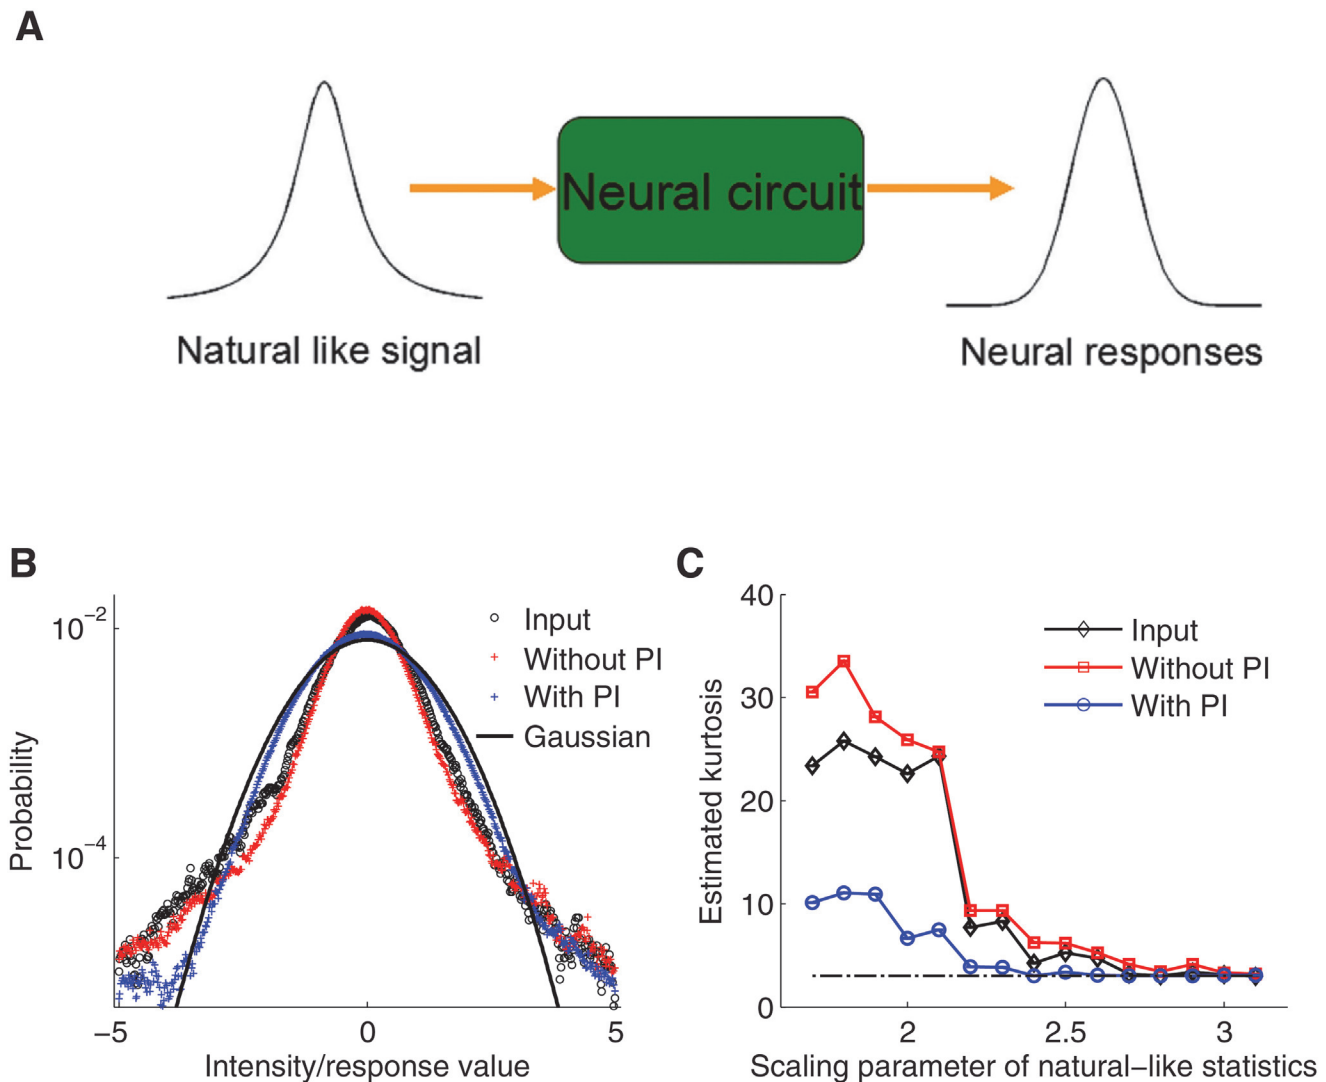 A
Neural circuit
Natural like signal
Neural responses
B
10−2
10−4
Probability
Input
Without PI
With PI
Gaussian
−5
0
5
Intensity/response value
C
40
30
20
10
0
Estimated kurtosis
Input
Without PI
With PI
2
2.5
3
Scaling parameter of natural−like statistics